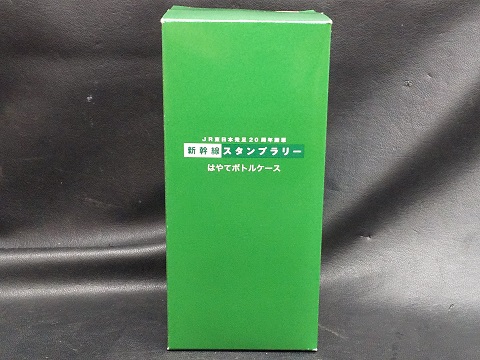 JR東日本発足20周年記念
新幹線スタンプラリー
はやてボトルケース